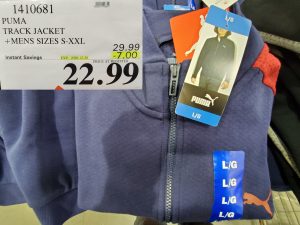 1410681
PUMA
TRACK JACKET
+MENS SIZES S-XXL
29.99
Instant Savings
-7.00
22.99
L/G
PUMA
L/G
L/G
L/G
L/G
L/G